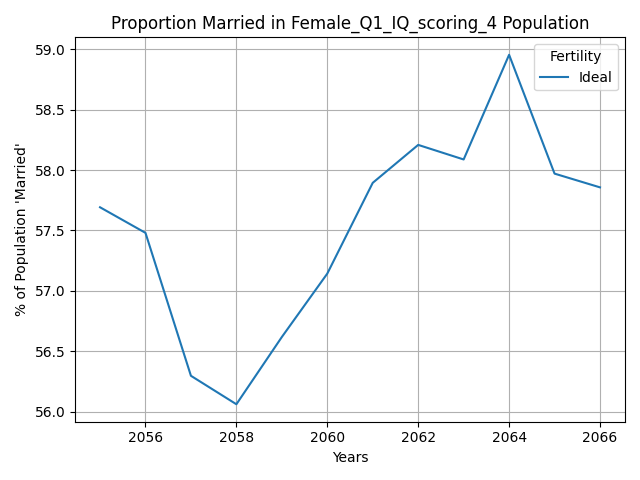 Proportion Married in Female_Q1_IQ_scoring_4 Population
Fertility
Ideal
% of Population 'Married'
59.0
58.5
58.0
57.5
57.0
56.5
56.0
2056 2058 2060 2062 2064 2066
Years